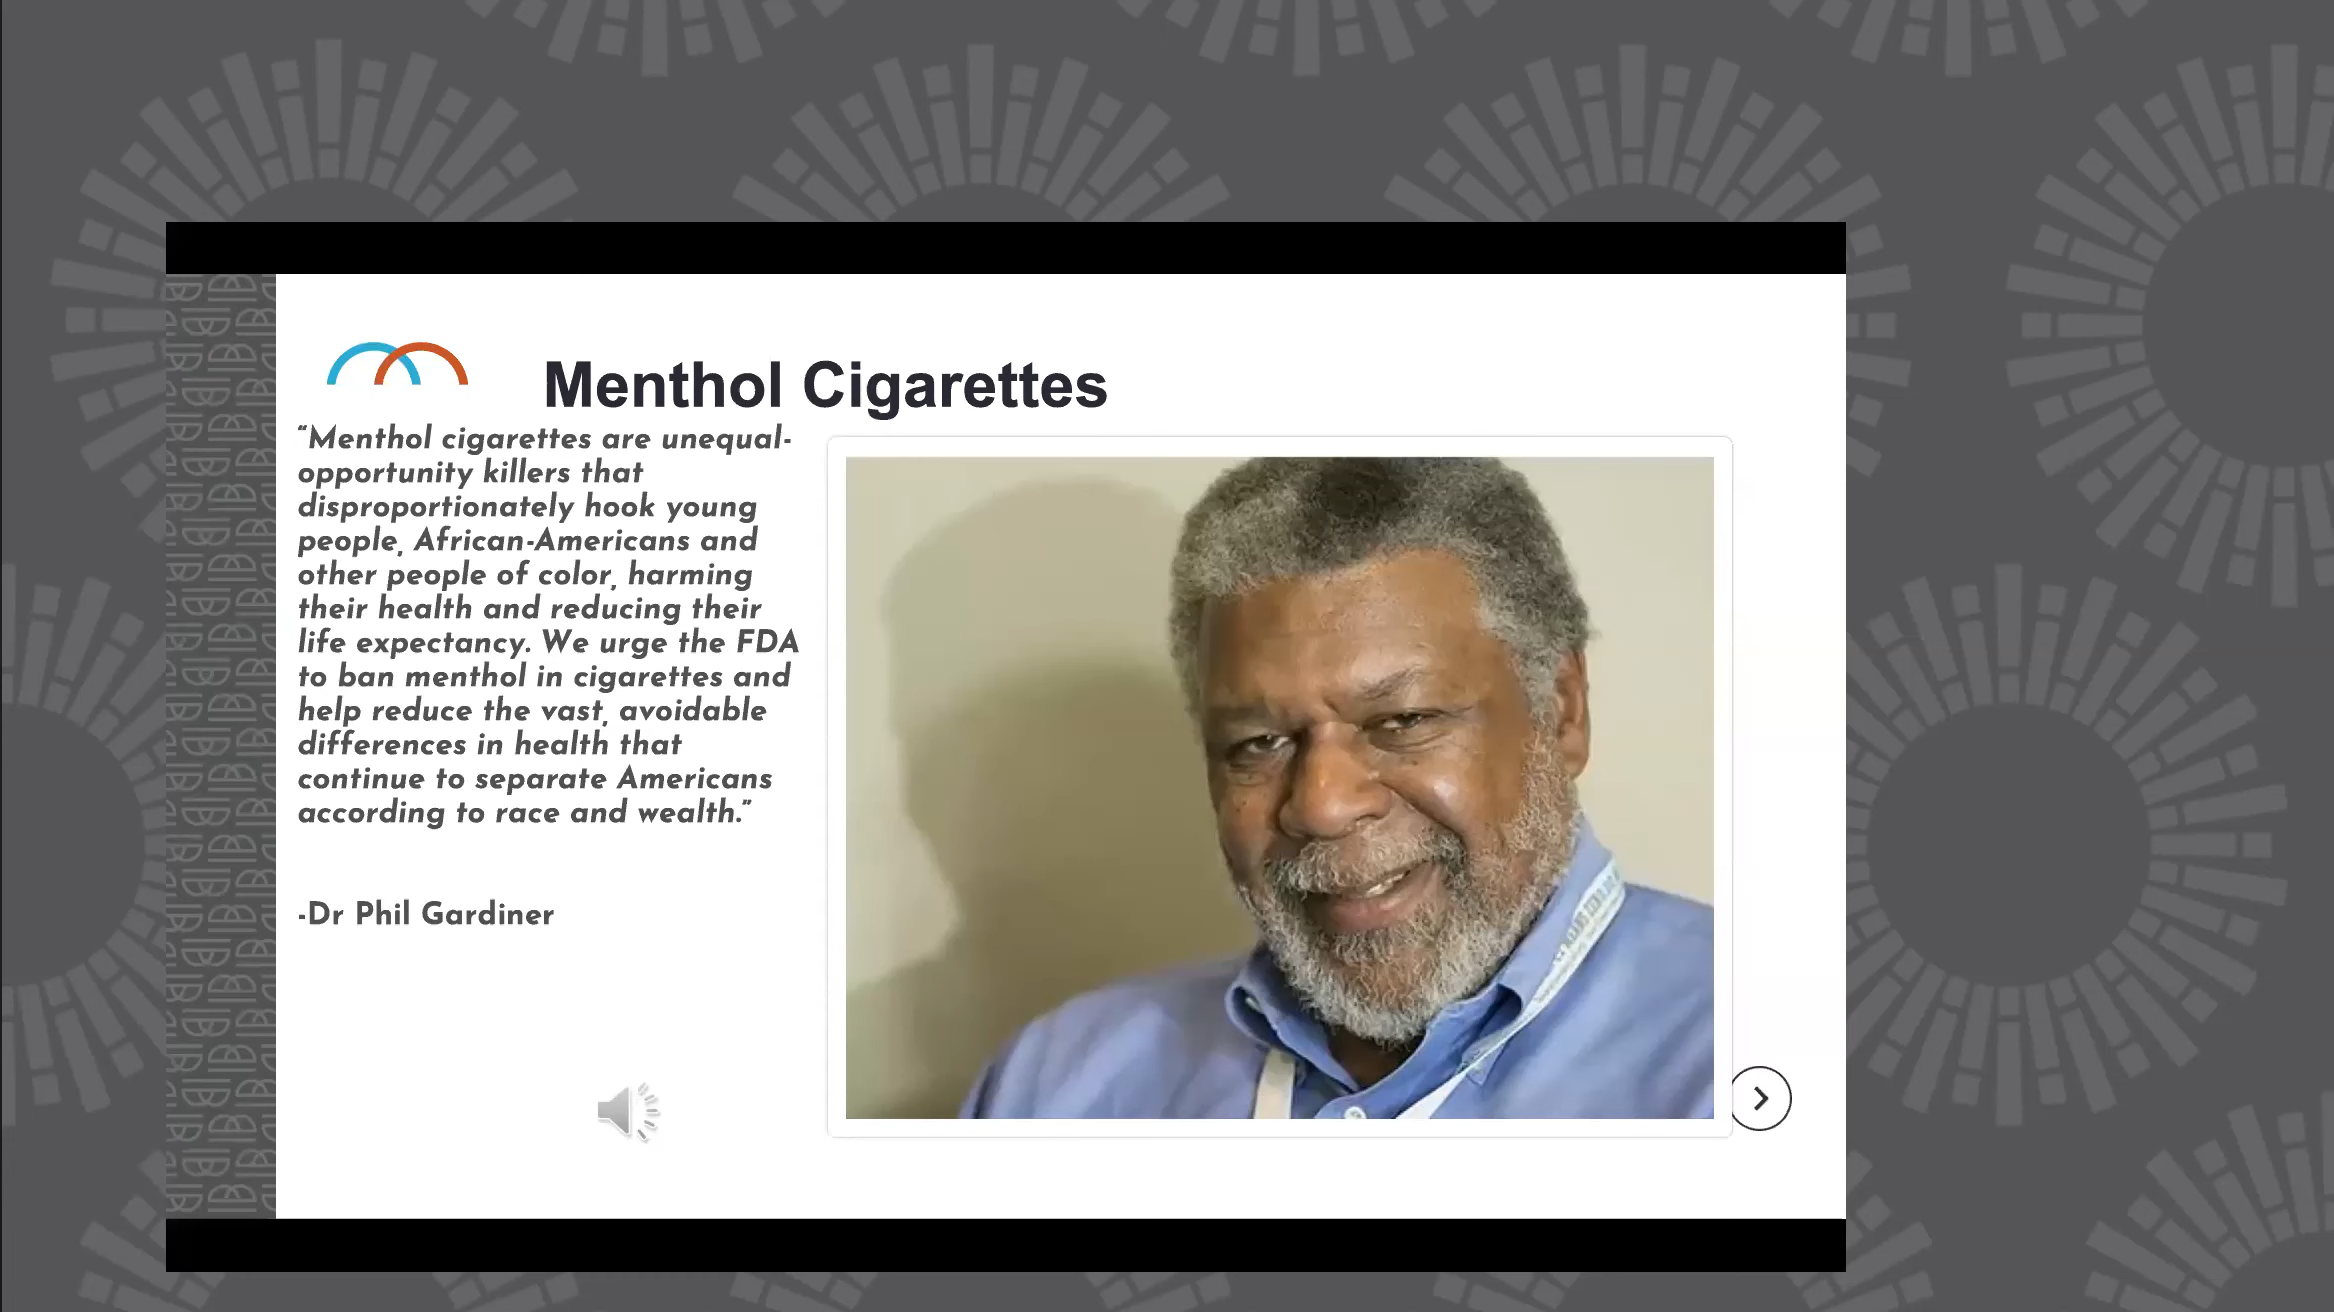 Menthol Cigarettes
“Menthol cigarettes are unequal-
opportunity killers that
disproportionately hook young
people, African-Americans and
other people of color, harming
their health and reducing their
life expectancy. We urge the FDA
to ban menthol in cigarettes and
help reduce the vast, avoidable
differences in health that
continue to separate Americans
according to race and wealth.”
-Dr Phil Gardiner